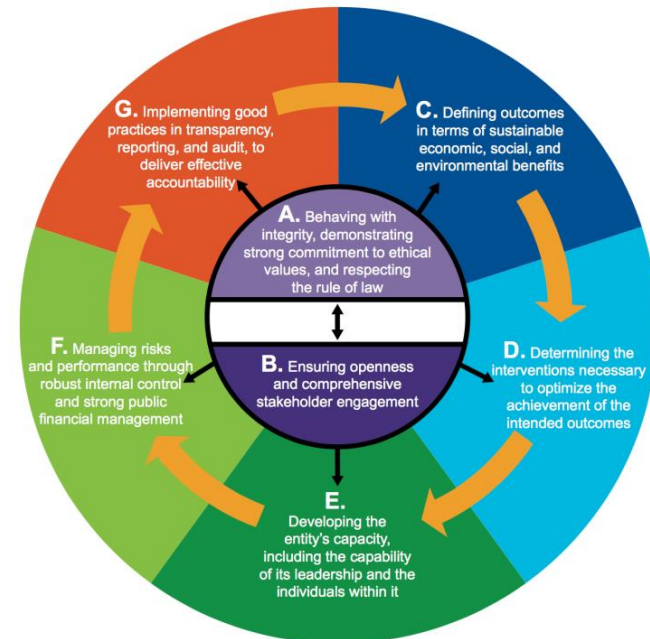 G. Implementing good
practices in transparency,
reporting, and audit, to
deliver effective
accountability
C. Defining outcomes
in terms of sustainable
economic, social, and
environmental benefits
A. Behaving with
integrity, demonstrating
strong commitment to ethical
values, and respecting
the rule of law
B. Ensuring openness
and comprehensive
stakeholder engagement
F. Managing risks
and performance through
robust internal control
and strong public
financial management
D. Determining the
interventions necessary
to optimize the
achievement of the
intended outcomes
E.
Developing the
entity's capacity,
including the capability
of its leadership and the
individuals within it